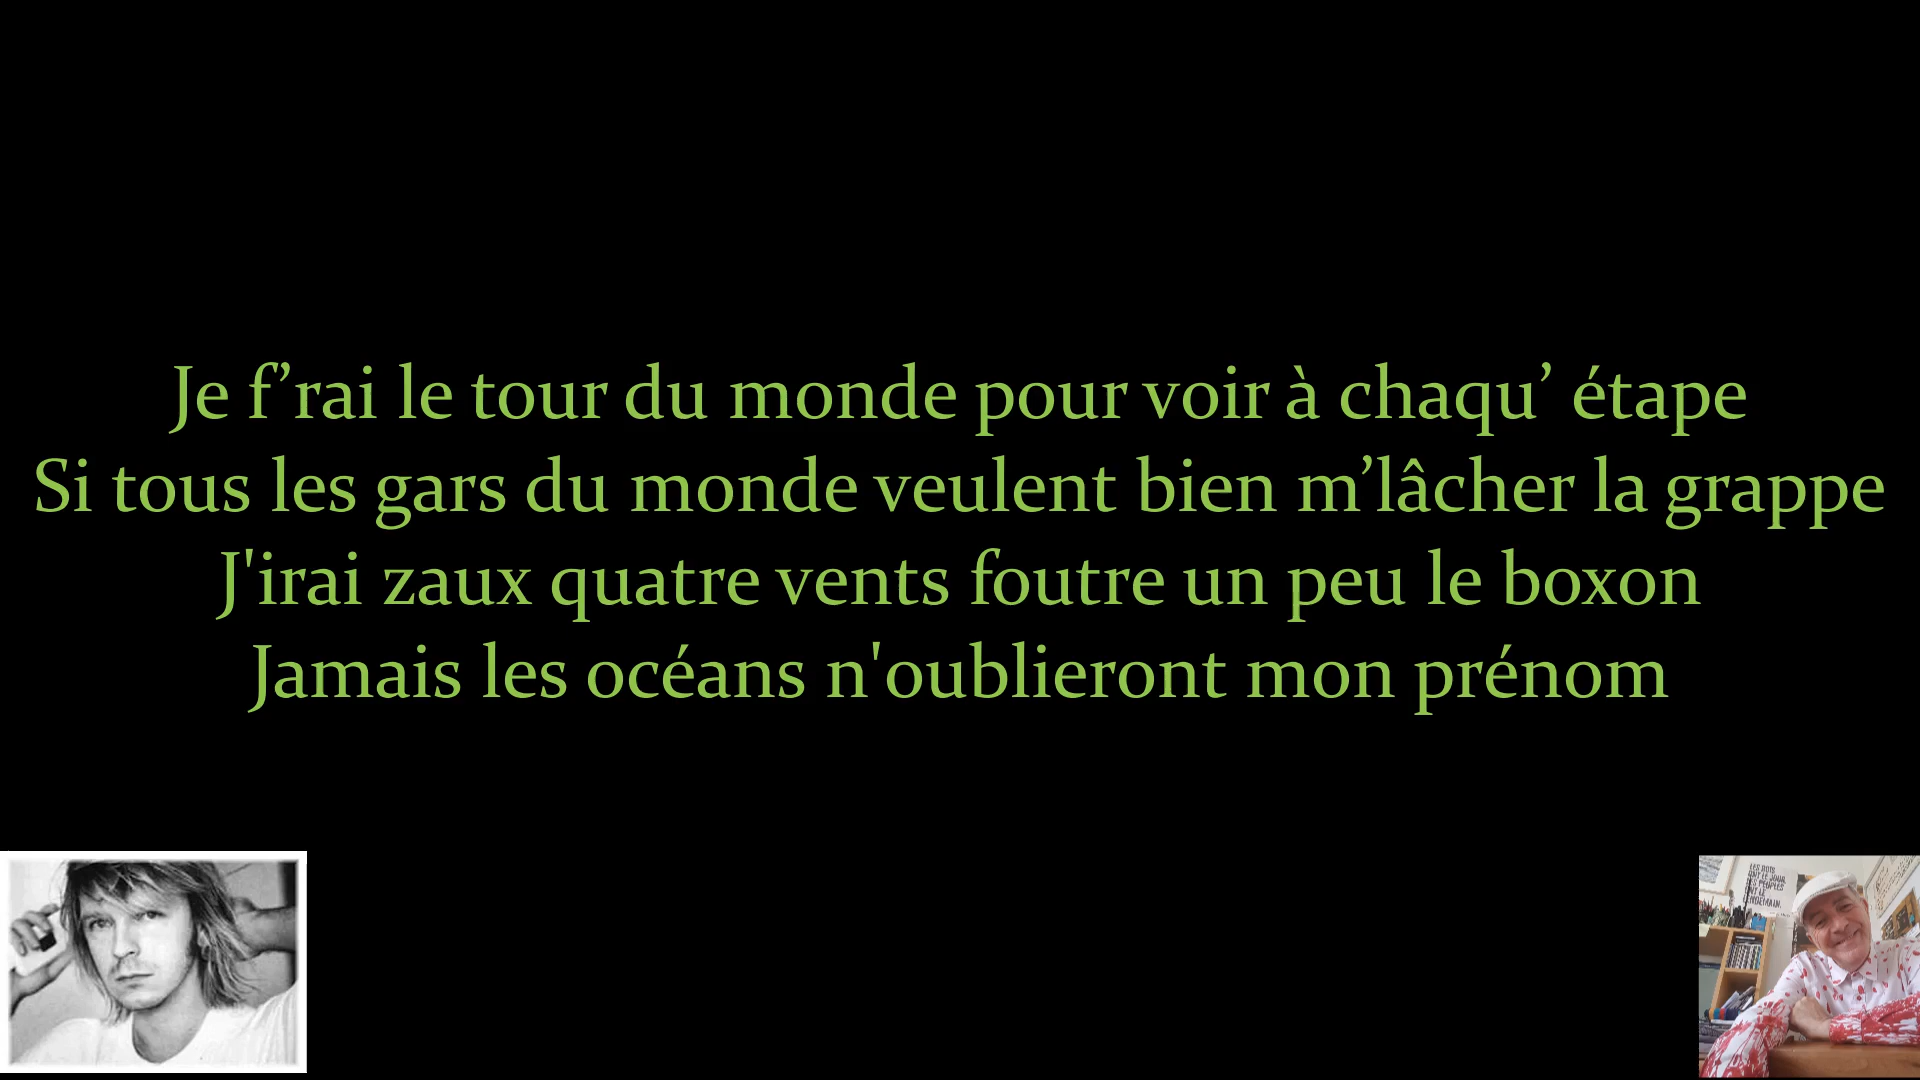 Je f’rai le tour du monde pour voir à chaqu’ étape
Si tous les gars du monde veulent bien m’lâcher la grappe
J'irai zaux quatre vents foutre un peu le boxon
Jamais les océans n'oublieront mon prénom